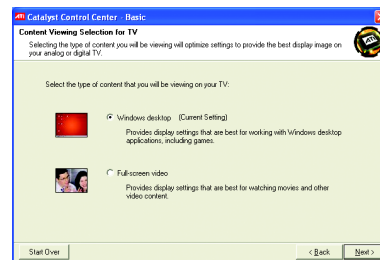 ATI Catalyst Control Center - Basic
Content Viewing Selection for TV
Selecting the type of content you will be viewing will optimize settings to provide the best display image on
your analog or digital TV.
ATI
Select the type of content that you will be viewing on your TV:
Windows desktop (Current Setting)
Provides display settings that are best for working with Windows desktop
applications, including games.
Full-screen video
Provides display settings that are best for watching movies and other
video content.
Start Over
< Back
Next >